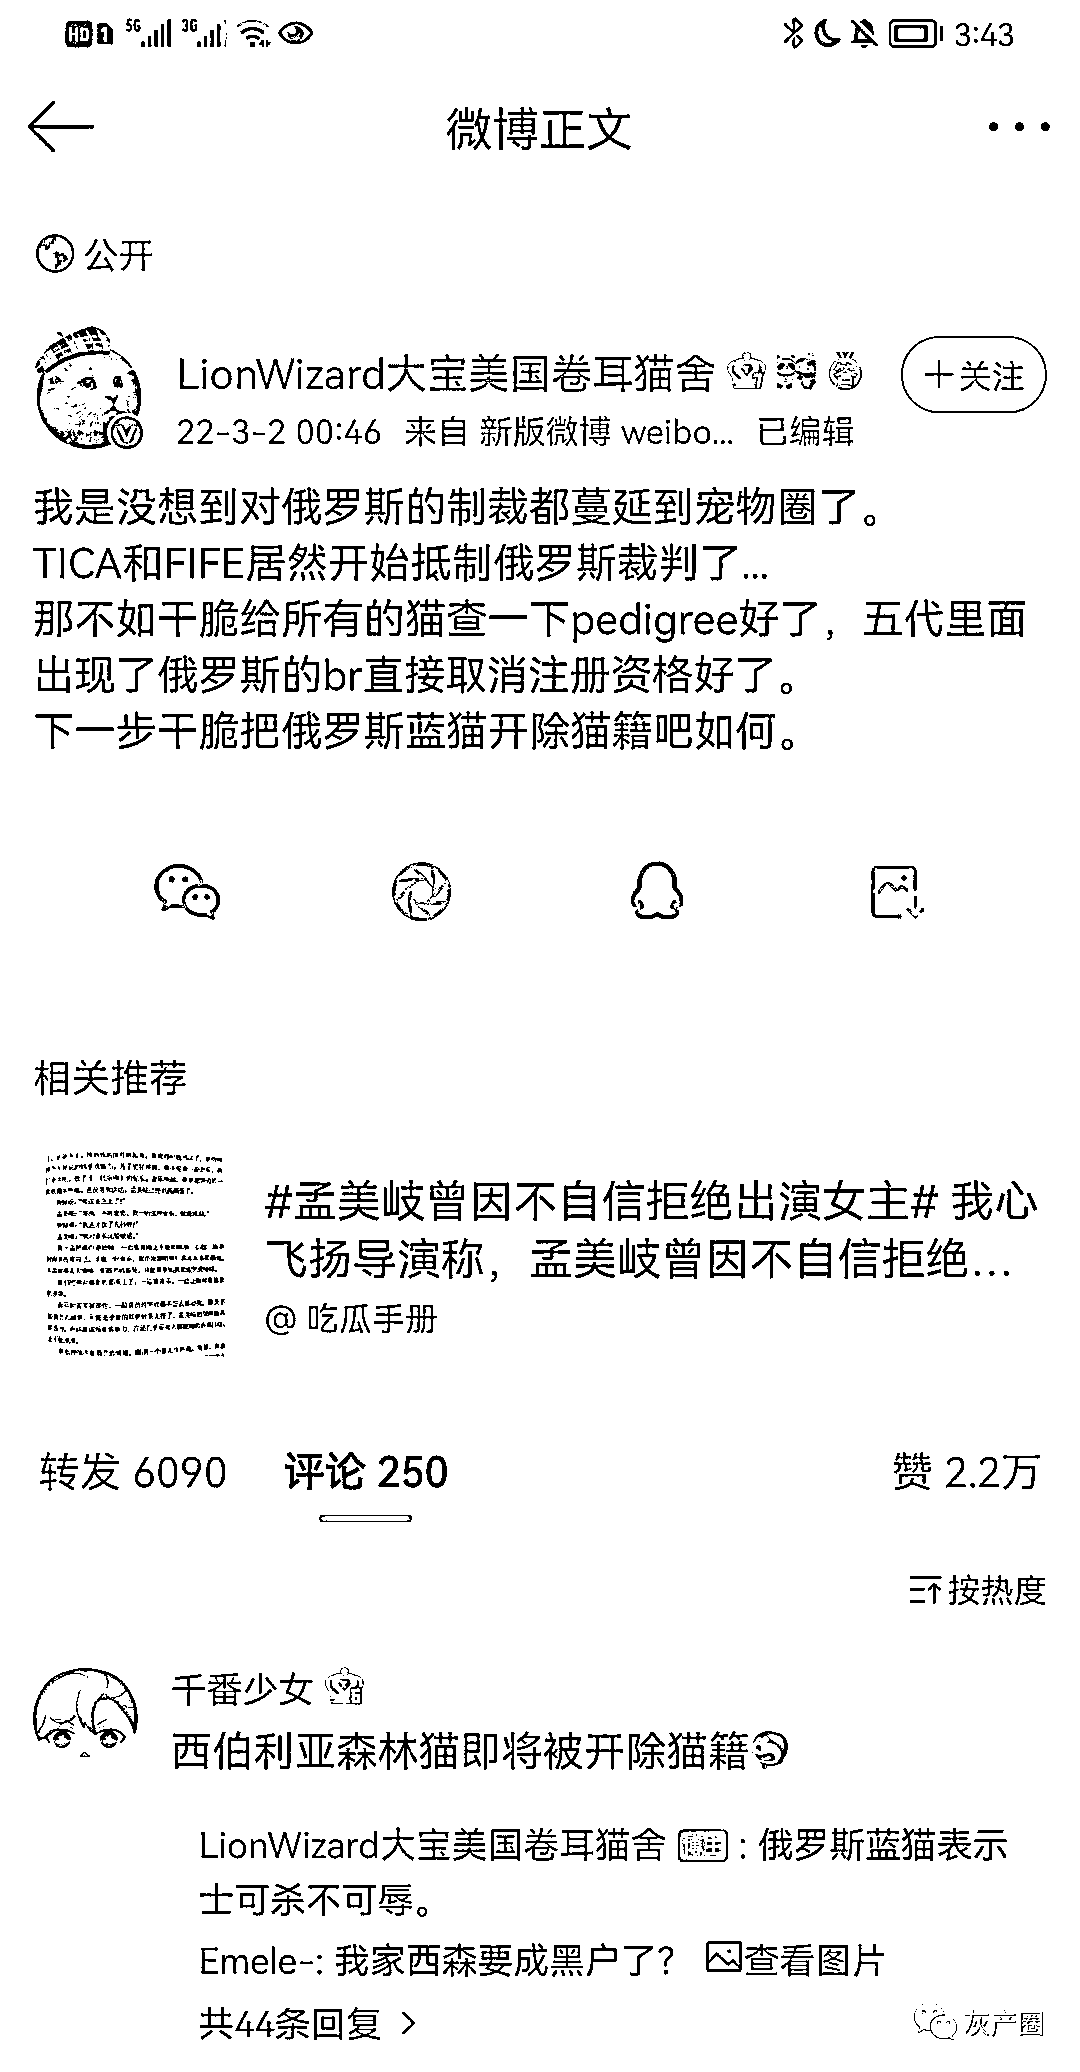 HD 1 5G 3G 3:43
微博正文
公开
LionWizard大宝美国卷耳猫舍
+关注
22-3-2 00:46 来自 新版微博 weibo... 已编辑
我是没想到对俄罗斯的制裁都蔓延到宠物圈了。
TICA和FIFE居然开始抵制俄罗斯裁判了...
那不如干脆给所有的猫查一下pedigree好了，五代里面
出现了俄罗斯的br直接取消注册资格好了。
下一步干脆把俄罗斯蓝猫开除猫籍吧如何。
相关推荐
#孟美岐曾因不自信拒绝出演女主# 我心
飞扬导演称，孟美岐曾因不自信拒绝...
@ 吃瓜手册
转发 6090 评论 250 赞 2.2万
按热度
千番少女
西伯利亚森林猫即将被开除猫籍
LionWizard大宝美国卷耳猫舍 博主 : 俄罗斯蓝猫表示
士可杀不可辱。
Emele-: 我家西森要成黑户了? 查看图片
共44条回复 >
灰产圈